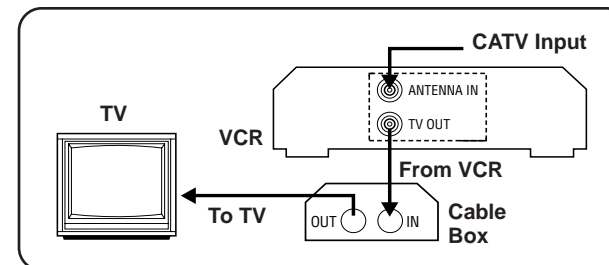 CATV Input
ANTENNA IN
TV
TV OUT
VCR
From VCR
To TV
OUT
IN
Cable
Box